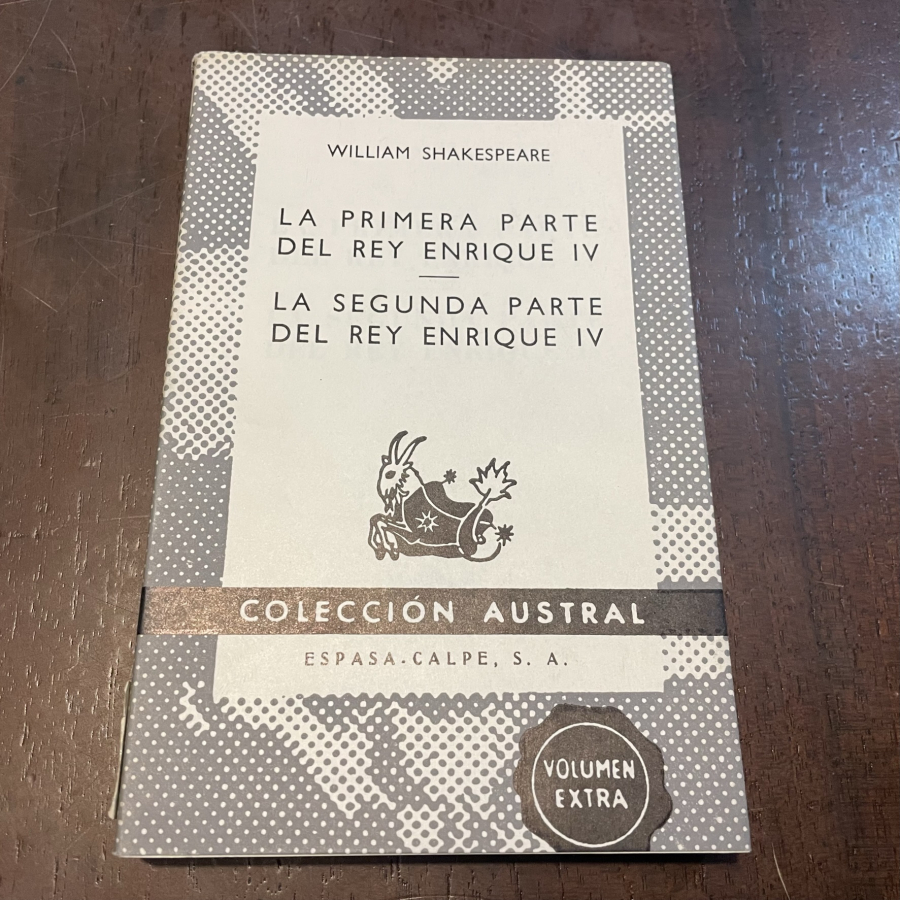 WILLIAM SHAKESPEARE
LA PRIMERA PARTE
DEL REY ENRIQUE IV
LA SEGUNDA PARTE
DEL REY ENRIQUE IV
COLECCIÓN AUSTRAL
ESPASA-CALPE, S. A.
VOLUMEN
EXTRA